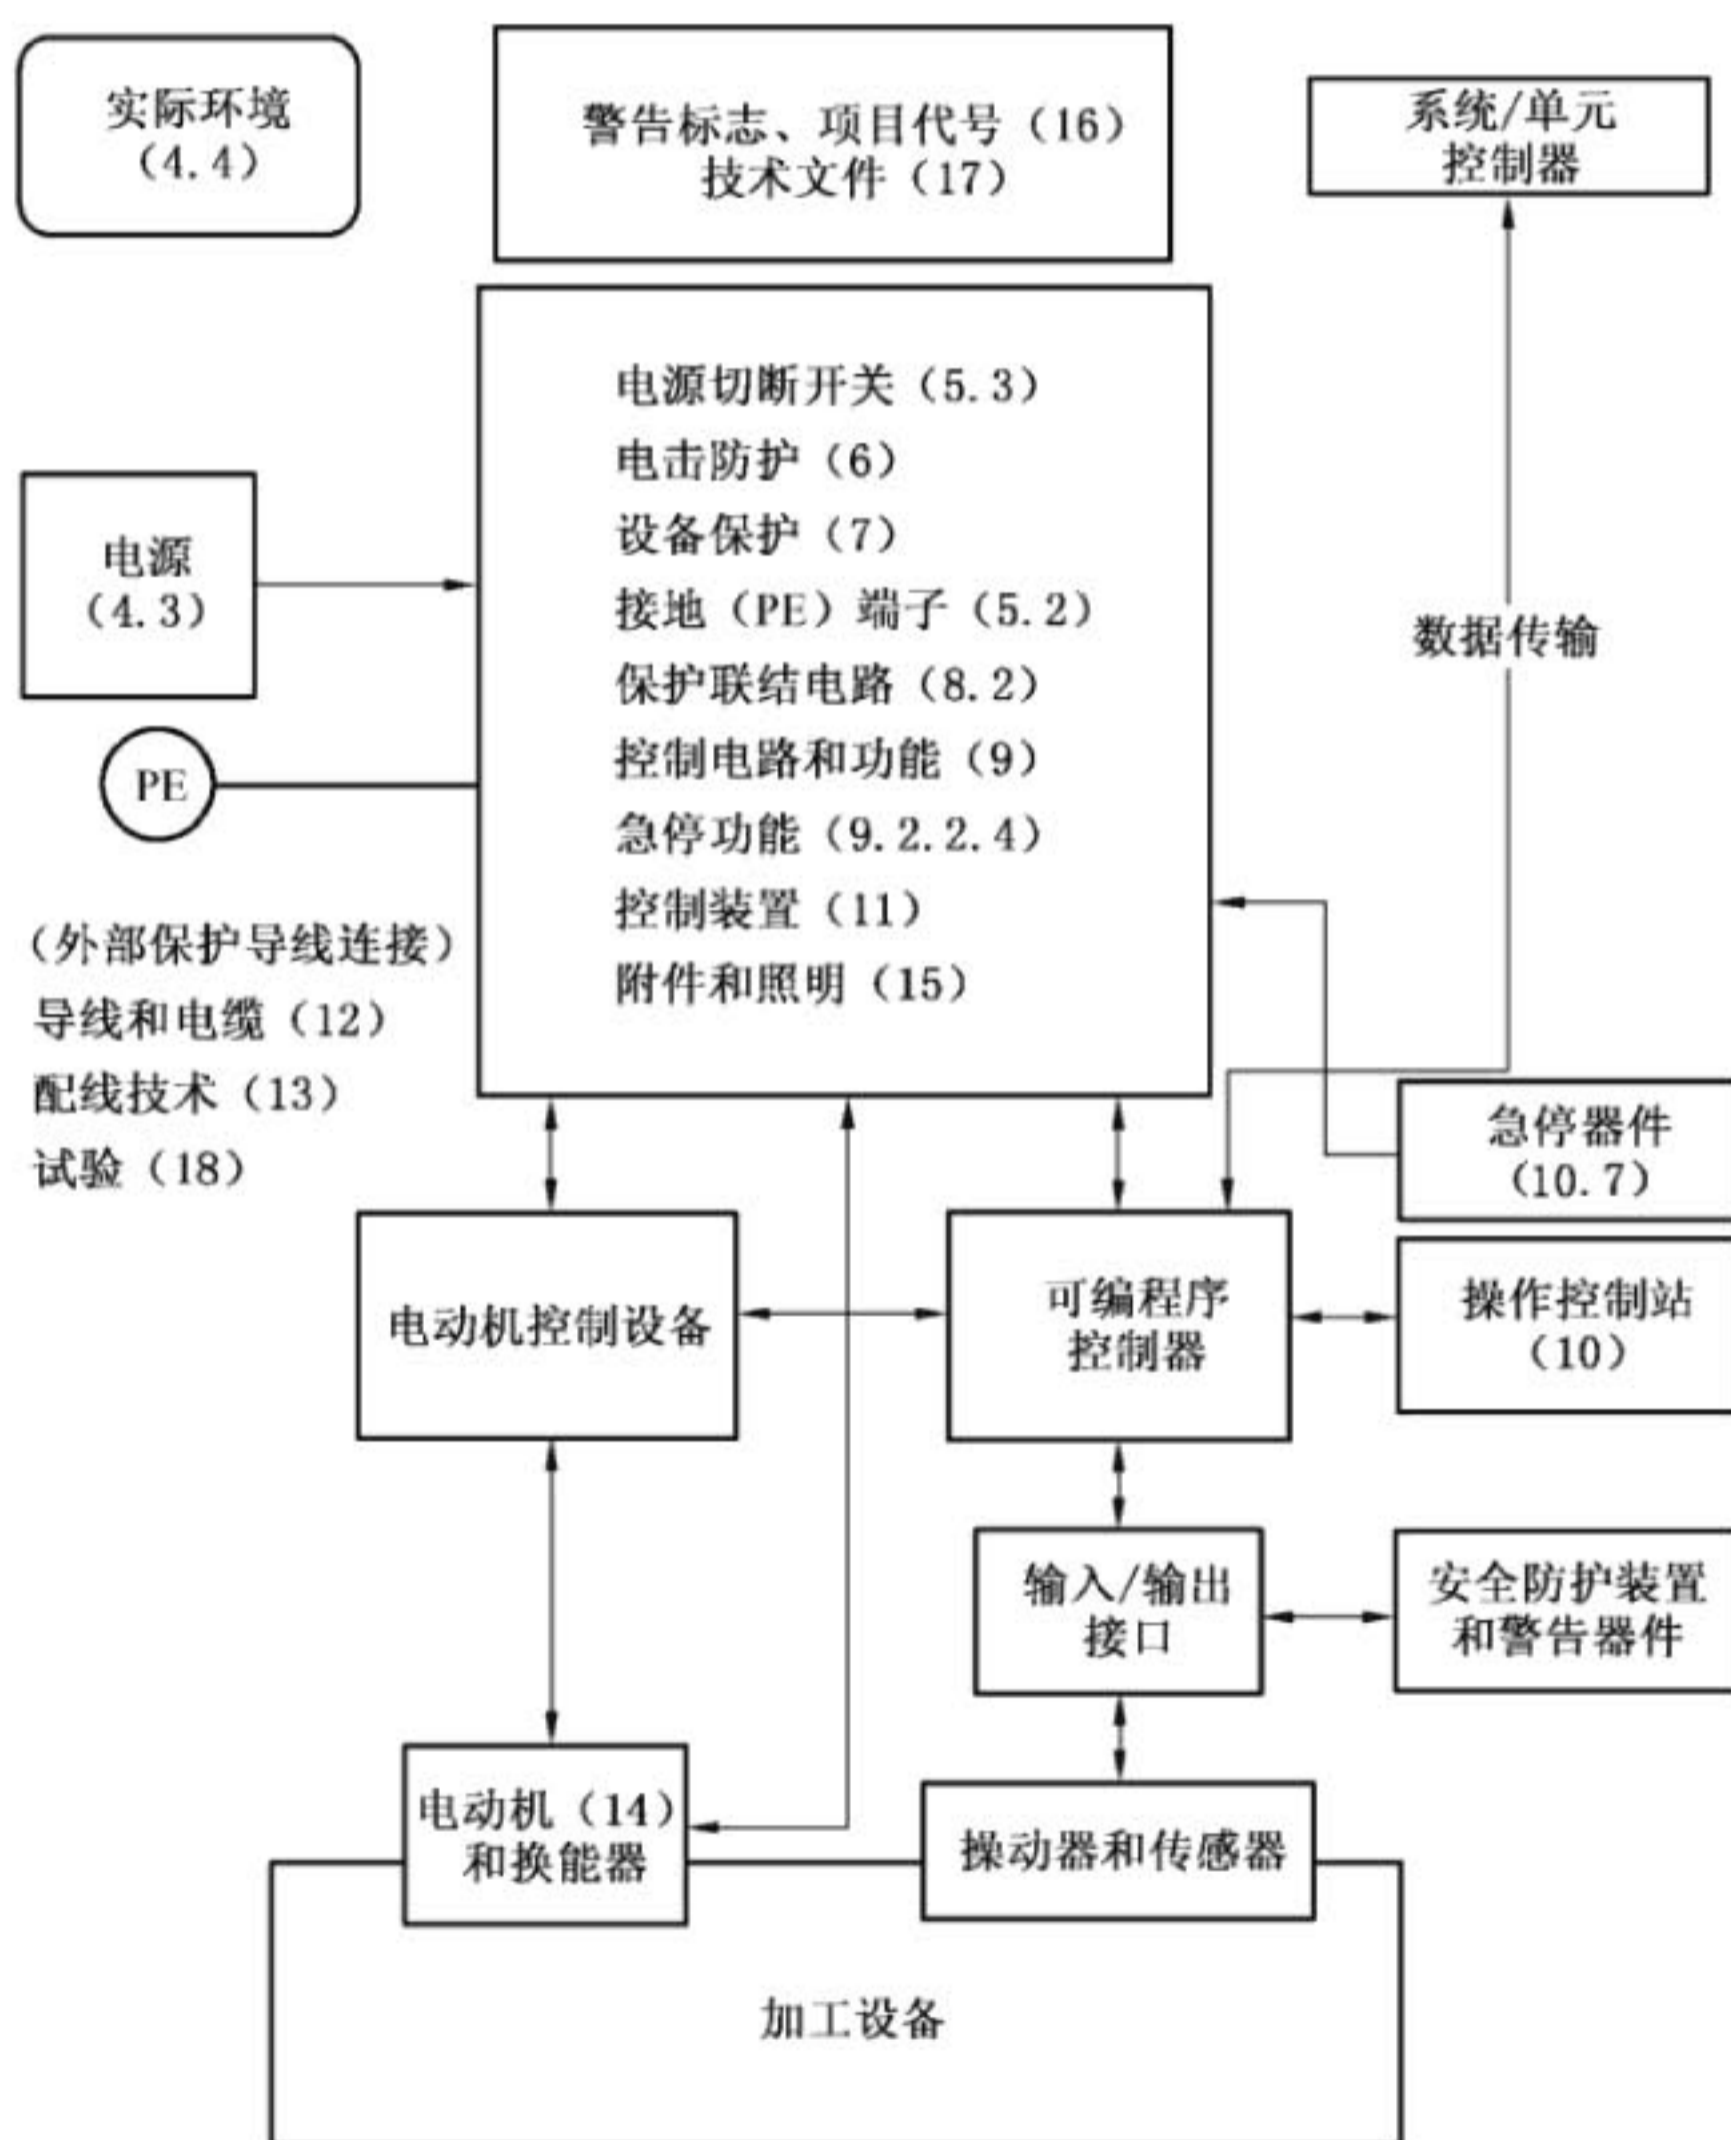 实际环境
(4.4)
警告标志、项目代号(16)
技术文件(17)
系统/单元
控制器
电源切断开关(5.3)
电击防护(6)
设备保护(7)
接地(PE)端子(5.2)
保护联结电路(8.2)
控制电路和功能(9)
急停功能(9.2.2.4)
控制装置(11)
附件和照明(15)
电源
(4.3)
PE
数据传输
(外部保护导线连接)
导线和电缆(12)
配线技术(13)
试验(18)
急停器件
(10.7)
电动机控制设备
可编程序
控制器
操作控制站
(10)
输入/输出
接口
安全防护装置
和警告器件
电动机(14)
和换能器
操动器和传感器
加工设备